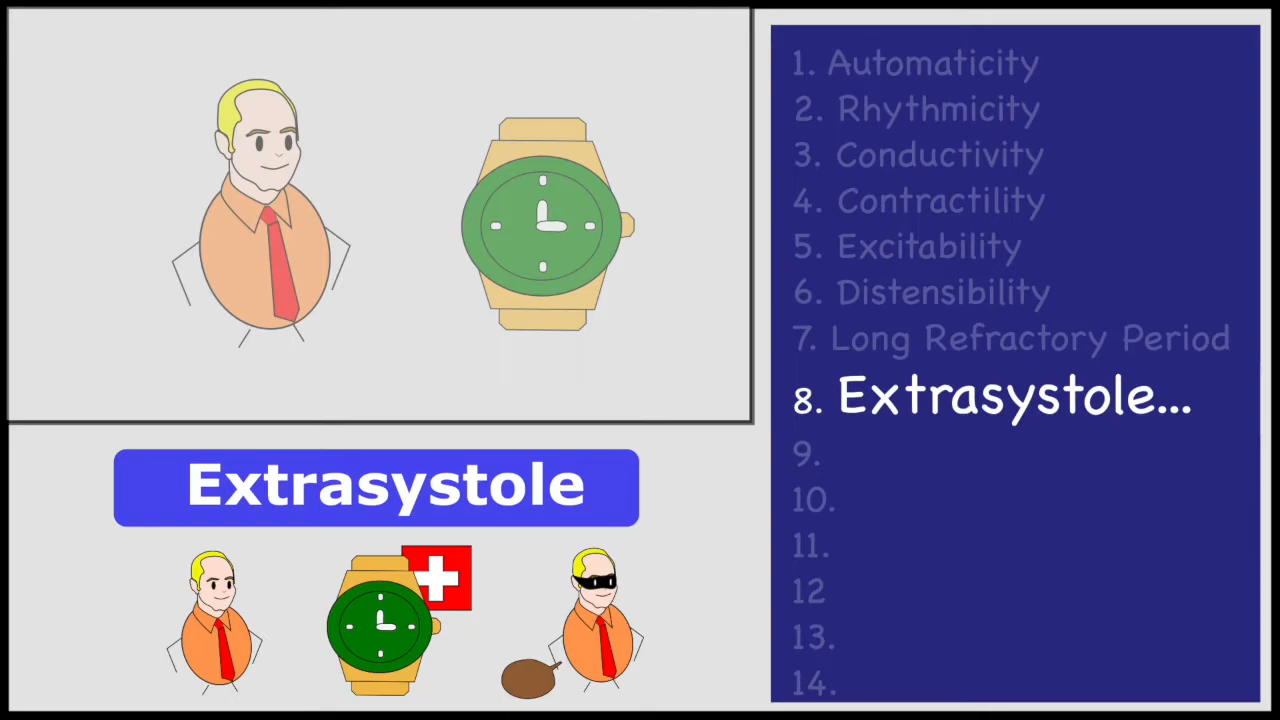 1. Automaticity
2. Rhythmicity
3. Conductivity
4. Contractility
5. Excitability
6. Distensibility
7. Long Refractory Period
8. Extrasystole...
9.
10.
11.
12
13.
14.
Extrasystole